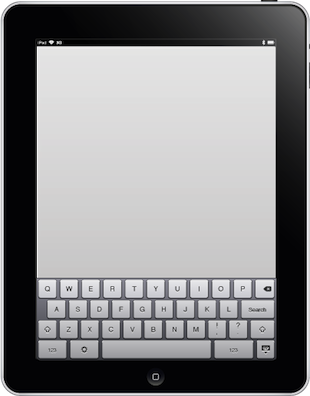 iPad
Q W E R T Y U I O P
A S D F G H J K L Search
Z X C V B N M ! ?
.?123 .?123